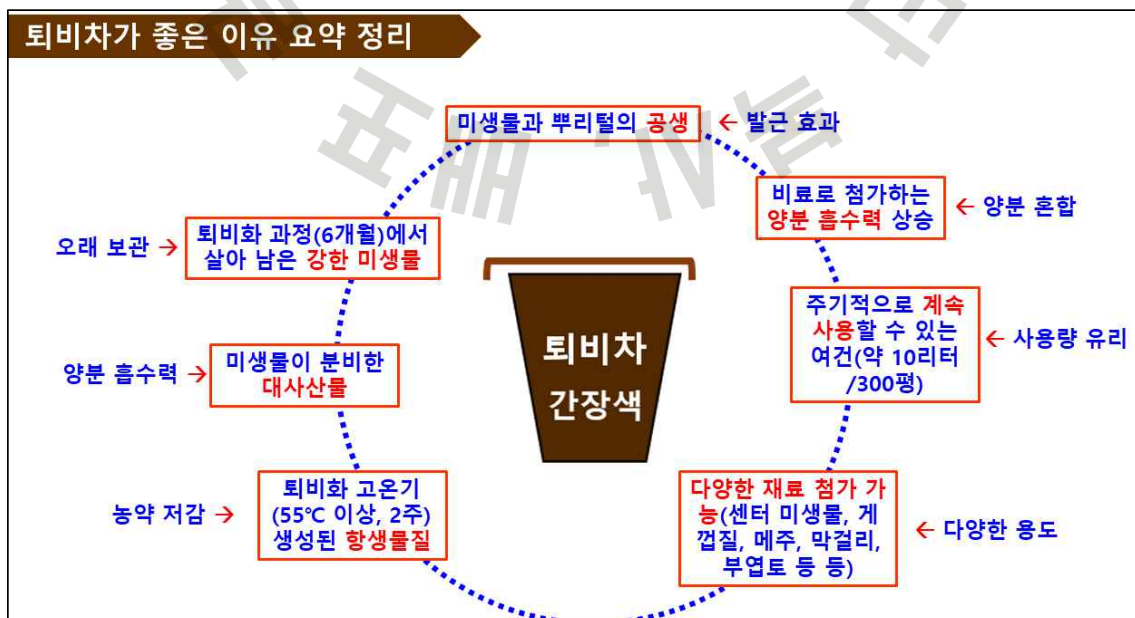 퇴비차가 좋은 이유 요약 정리
미생물과 뿌리털의 공생
← 발근 효과
비료로 첨가하는
양분 흡수력 상승
← 양분 혼합
오래 보관 →
퇴비화 과정(6개월)에서
살아 남은 강한 미생물
주기적으로 계속
사용할 수 있는
여건(약 10리터
/300평)
← 사용량 유리
퇴비차
간장색
양분 흡수력 →
미생물이 분비한
대사산물
농약 저감 →
퇴비화 고온기
(55℃ 이상, 2주)
생성된 항생물질
다양한 재료 첨가 가
능(센터 미생물, 게
껍질, 메주, 막걸리,
부엽토 등 등)
← 다양한 용도